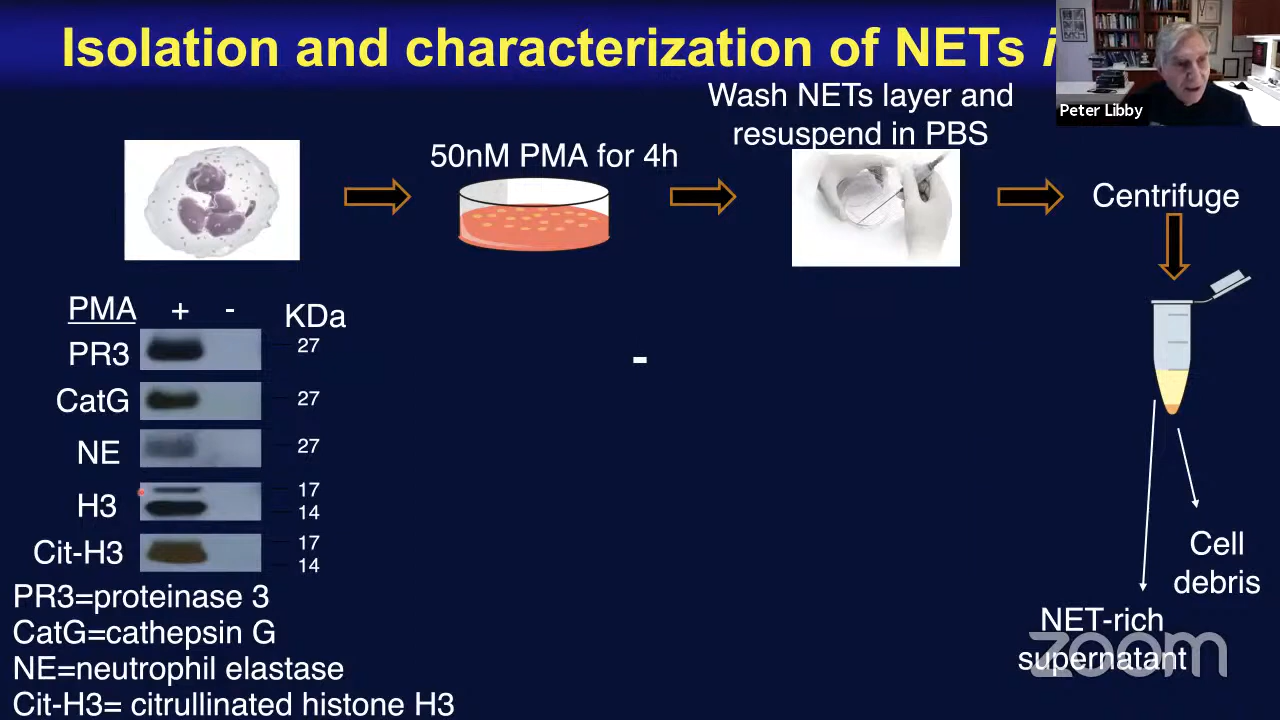 Isolation and characterization of NETs i
Peter Libby
Wash NETs layer and
resuspend in PBS
50nM PMA for 4h
Centrifuge
PMA + - KDa
PR3 27
CatG 27
NE 27
H3 17
14
Cit-H3 17
14
-
PR3=proteinase 3
CatG=cathepsin G
NE=neutrophil elastase
Cit-H3= citrullinated histone H3
Cell
debris
NET-rich
supernatant
zoom